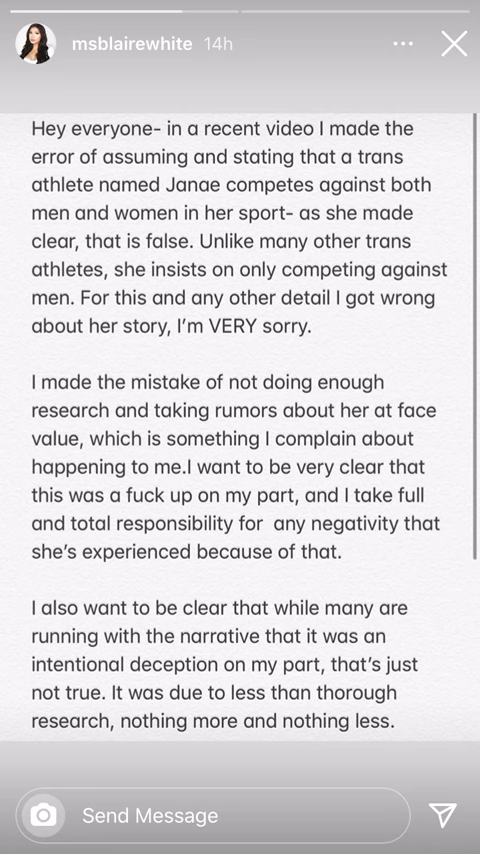 msblairewhite 14h
Hey everyone- in a recent video I made the
error of assuming and stating that a trans
athlete named Janae competes against both
men and women in her sport- as she made
clear, that is false. Unlike many other trans
athletes, she insists on only competing against
men. For this and any other detail I got wrong
about her story, I'm VERY sorry.
I made the mistake of not doing enough
research and taking rumors about her at face
value, which is something I complain about
happening to me.I want to be very clear that
this was a fuck up on my part, and I take full
and total responsibility for  any negativity that
she's experienced because of that.
I also want to be clear that while many are
running with the narrative that it was an
intentional deception on my part, that's just
not true. It was due to less than thorough
research, nothing more and nothing less.
Send Message